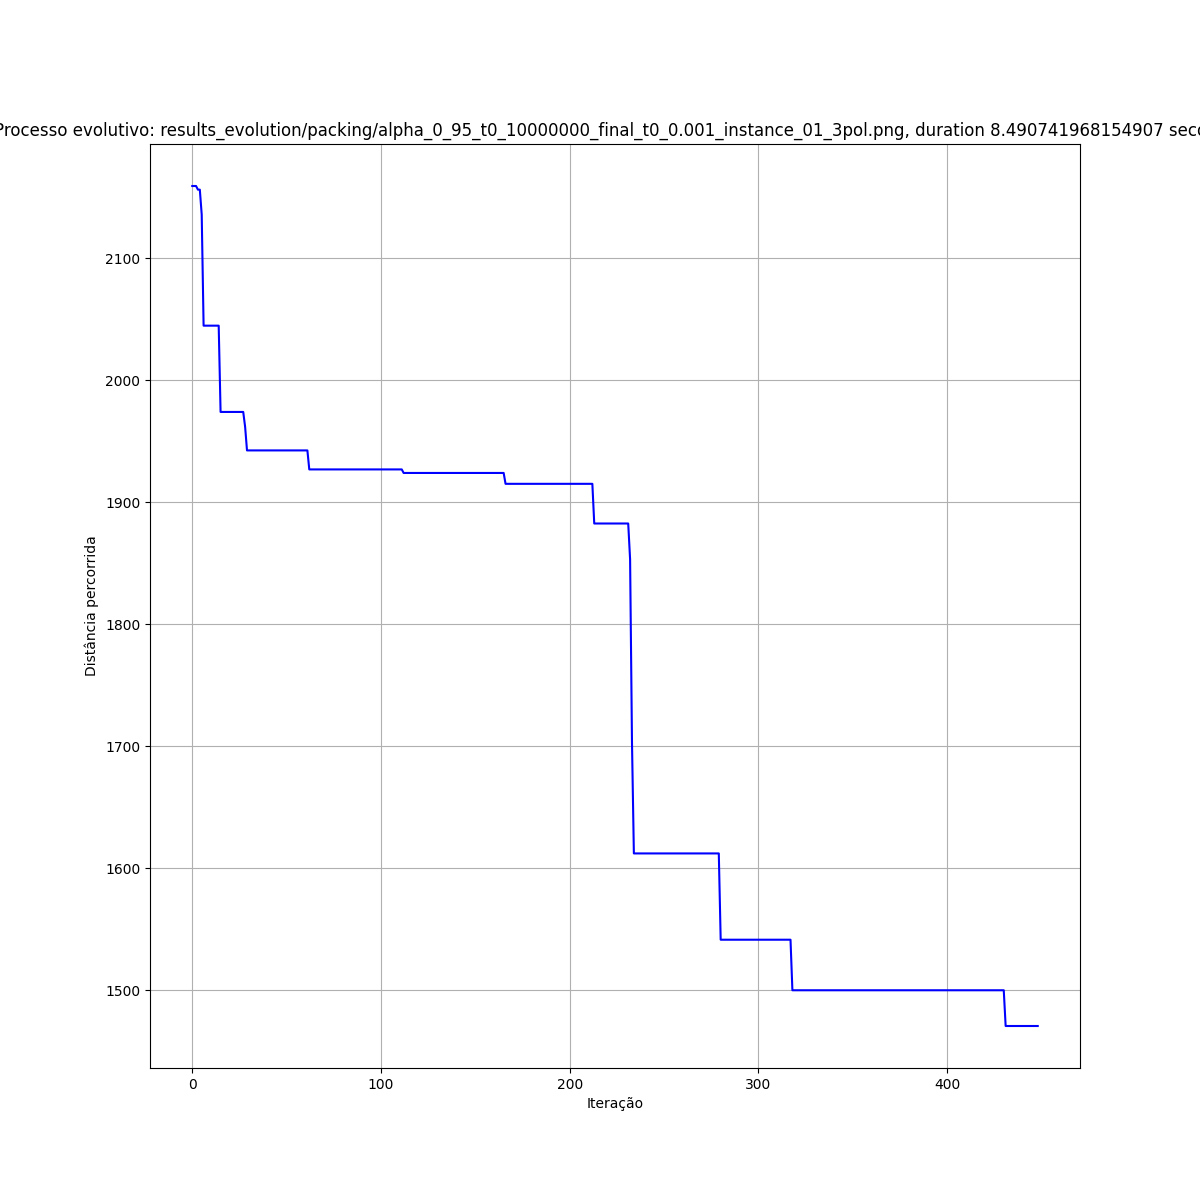 Processo evolutivo: results_evolution/packing/alpha_0_95_t0_10000000_final_t0_0.001_instance_01_3pol.png, duration 8.490741968154907 seco
2100
2000
1900
1800
1700
1600
1500
Distância percorrida
0 100 200 300 400
Iteração